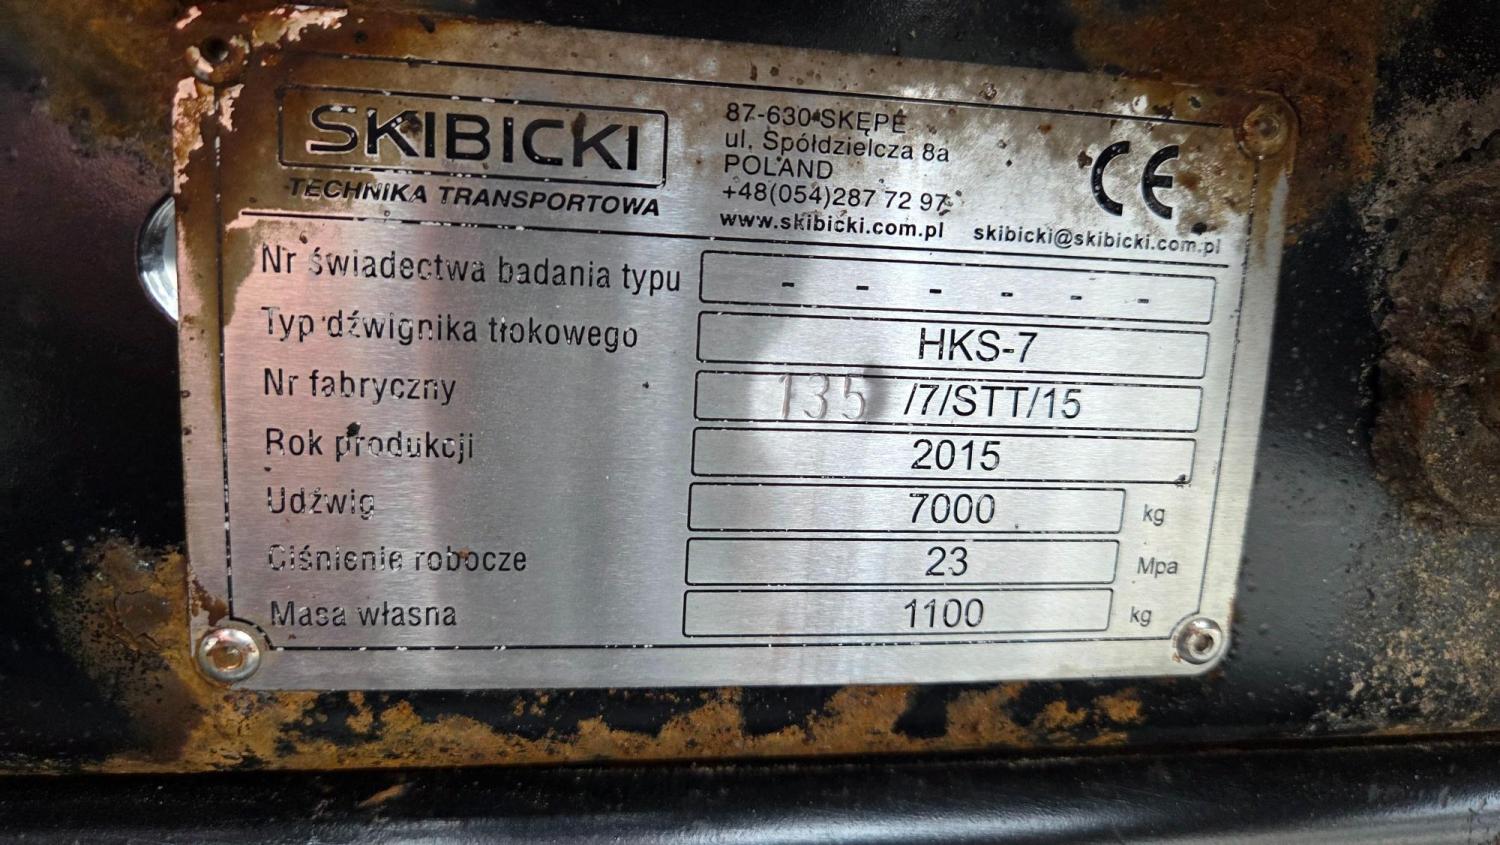 SKIBICKI
TECHNIKA TRANSPORTOWA
87-630 SKĘPE
ul. Spółdzielcza 8a
POLAND
+48(054)287 72 97
www.skibicki.com.pl skibicki@skibicki.com.pl
CE
Nr świadectwa badania typu - - - - - -
Typ dźwignika tłokowego HKS-7
Nr fabryczny 135 /7/STT/15
Rok produkcji 2015
Udźwig 7000 kg
Ciśnienie robocze 23 Mpa
Masa własna 1100 kg